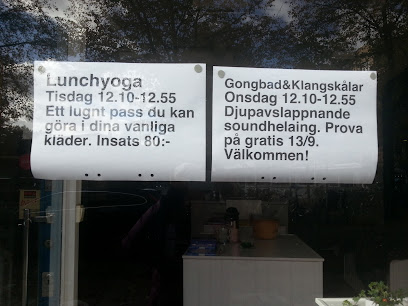 Lunchyoga
Tisdag 12.10-12.55
Ett lugnt pass du kan
göra i dina vanliga
kläder. Insats 80:-
Gongbad&Klangskålar
Onsdag 12.10-12.55
Djupavslappnande
soundhelaing. Prova
på gratis 13/9.
Välkommen!